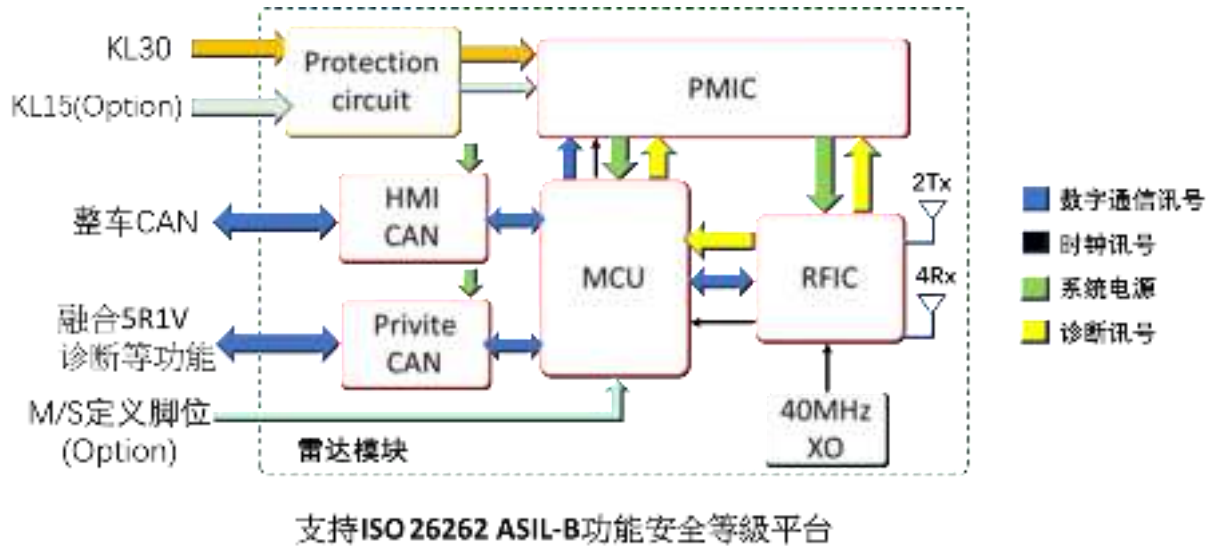 KL30
Protection
circuit
PMIC
KL15(Option)
2Tx
HMI
CAN
整车CAN
数字通信讯号
时钟讯号
MCU
RFIC
4Rx
系统电源
诊断讯号
融合5R1V
诊断等功能
Privite
CAN
M/S定义脚位
(Option)
40MHz
XO
雷达模块
支持ISO 26262 ASIL-B功能安全等級平台